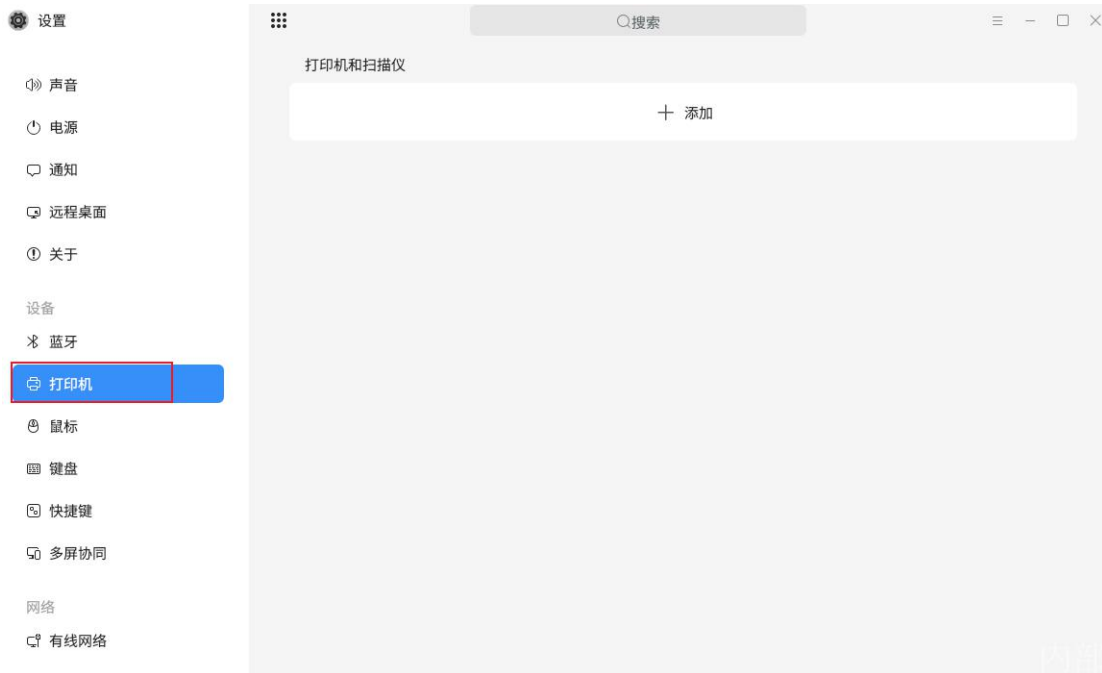 设置
搜索
声音
电源
通知
远程桌面
关于
设备
蓝牙
打印机
鼠标
键盘
快捷键
多屏协同
网络
有线网络
打印机和扫描仪
添加